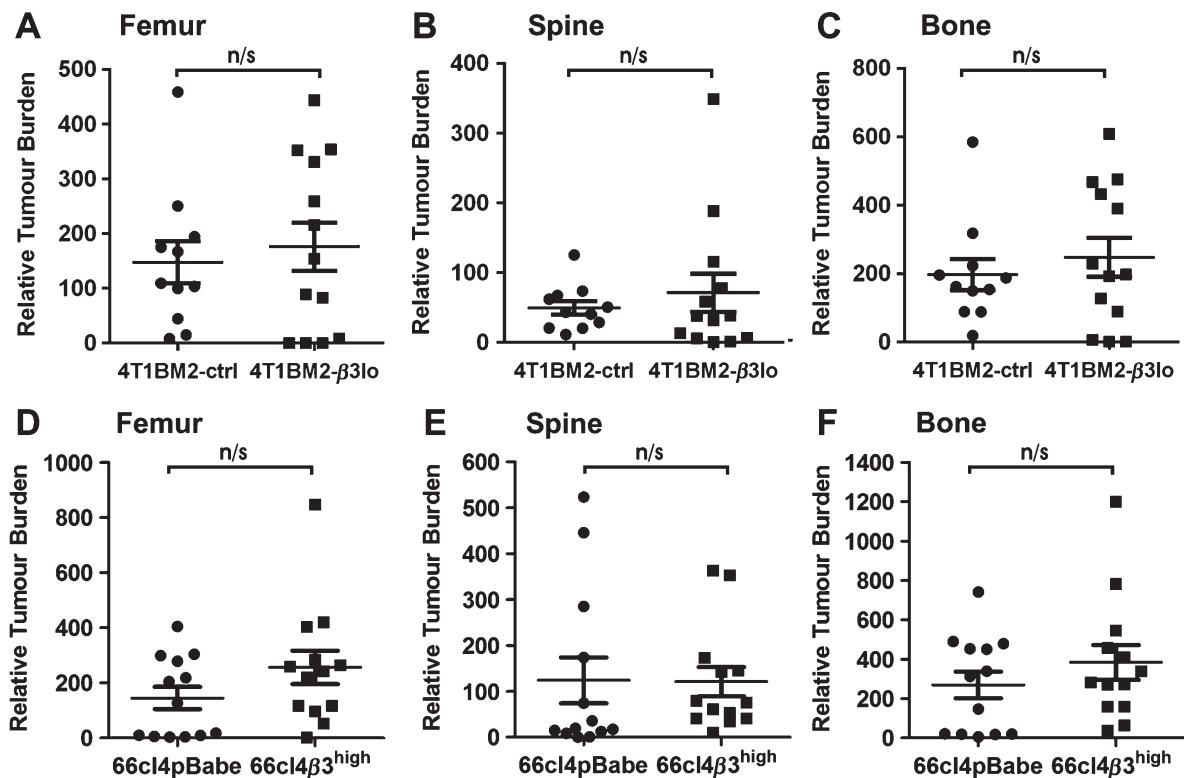 A Femur
n/s
Relative Tumour Burden
500
400
300
200
100
0
4T1BM2-ctrl 4T1BM2-β3lo
B Spine
n/s
Relative Tumour Burden
400
300
200
100
0
4T1BM2-ctrl 4T1BM2-β3lo
C Bone
n/s
Relative Tumour Burden
800
600
400
200
0
4T1BM2-ctrl 4T1BM2-β3lo
D Femur
n/s
Relative Tumour Burden
1000
800
600
400
200
0
66cl4pBabe 66cl4β3high
E Spine
n/s
Relative Tumour Burden
600
500
400
300
200
100
0
66cl4pBabe 66cl4β3high
F Bone
n/s
Relative Tumour Burden
1400
1200
1000
800
600
400
200
0
66cl4pBabe 66cl4β3high